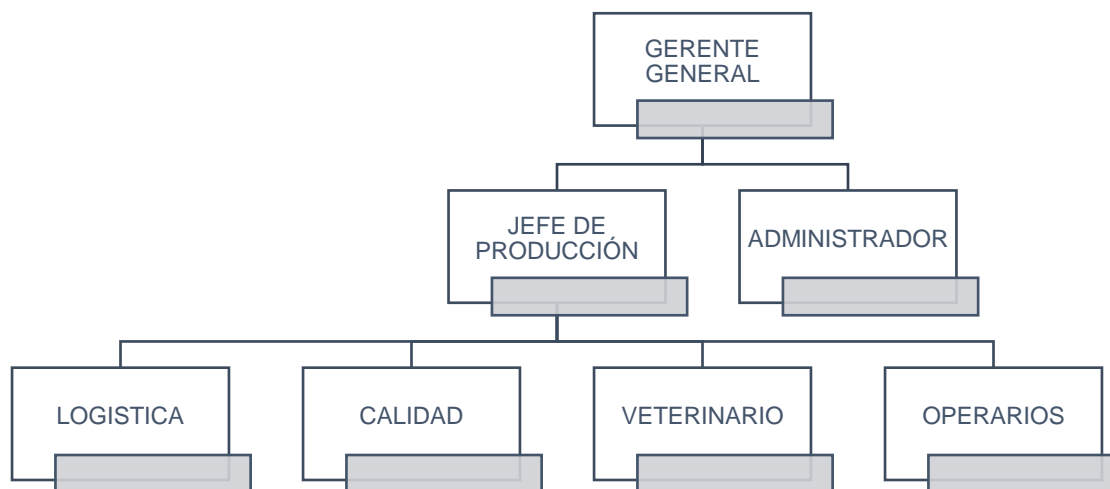 GERENTE
GENERAL
JEFE DE
PRODUCCIÓN
ADMINISTRADOR
LOGISTICA
CALIDAD
VETERINARIO
OPERARIOS